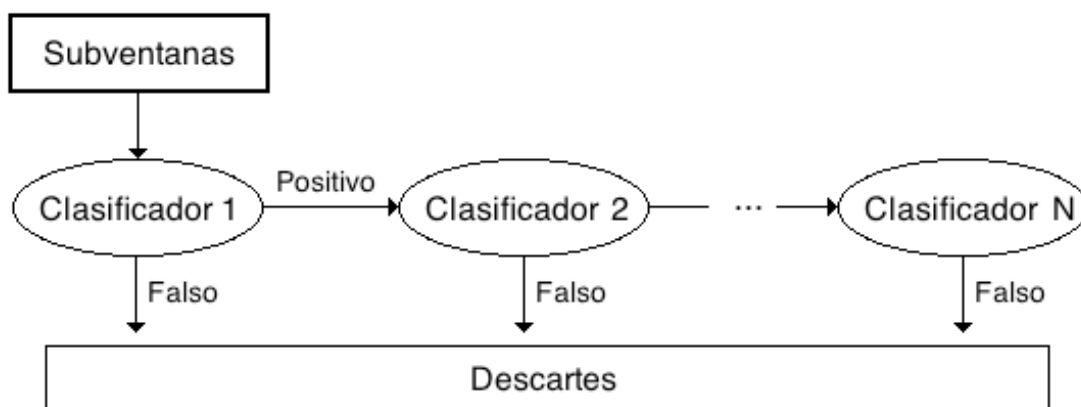 Subventanas
Positivo
Clasificador 1
Clasificador 2
...
Clasificador N
Falso
Falso
Falso
Descartes